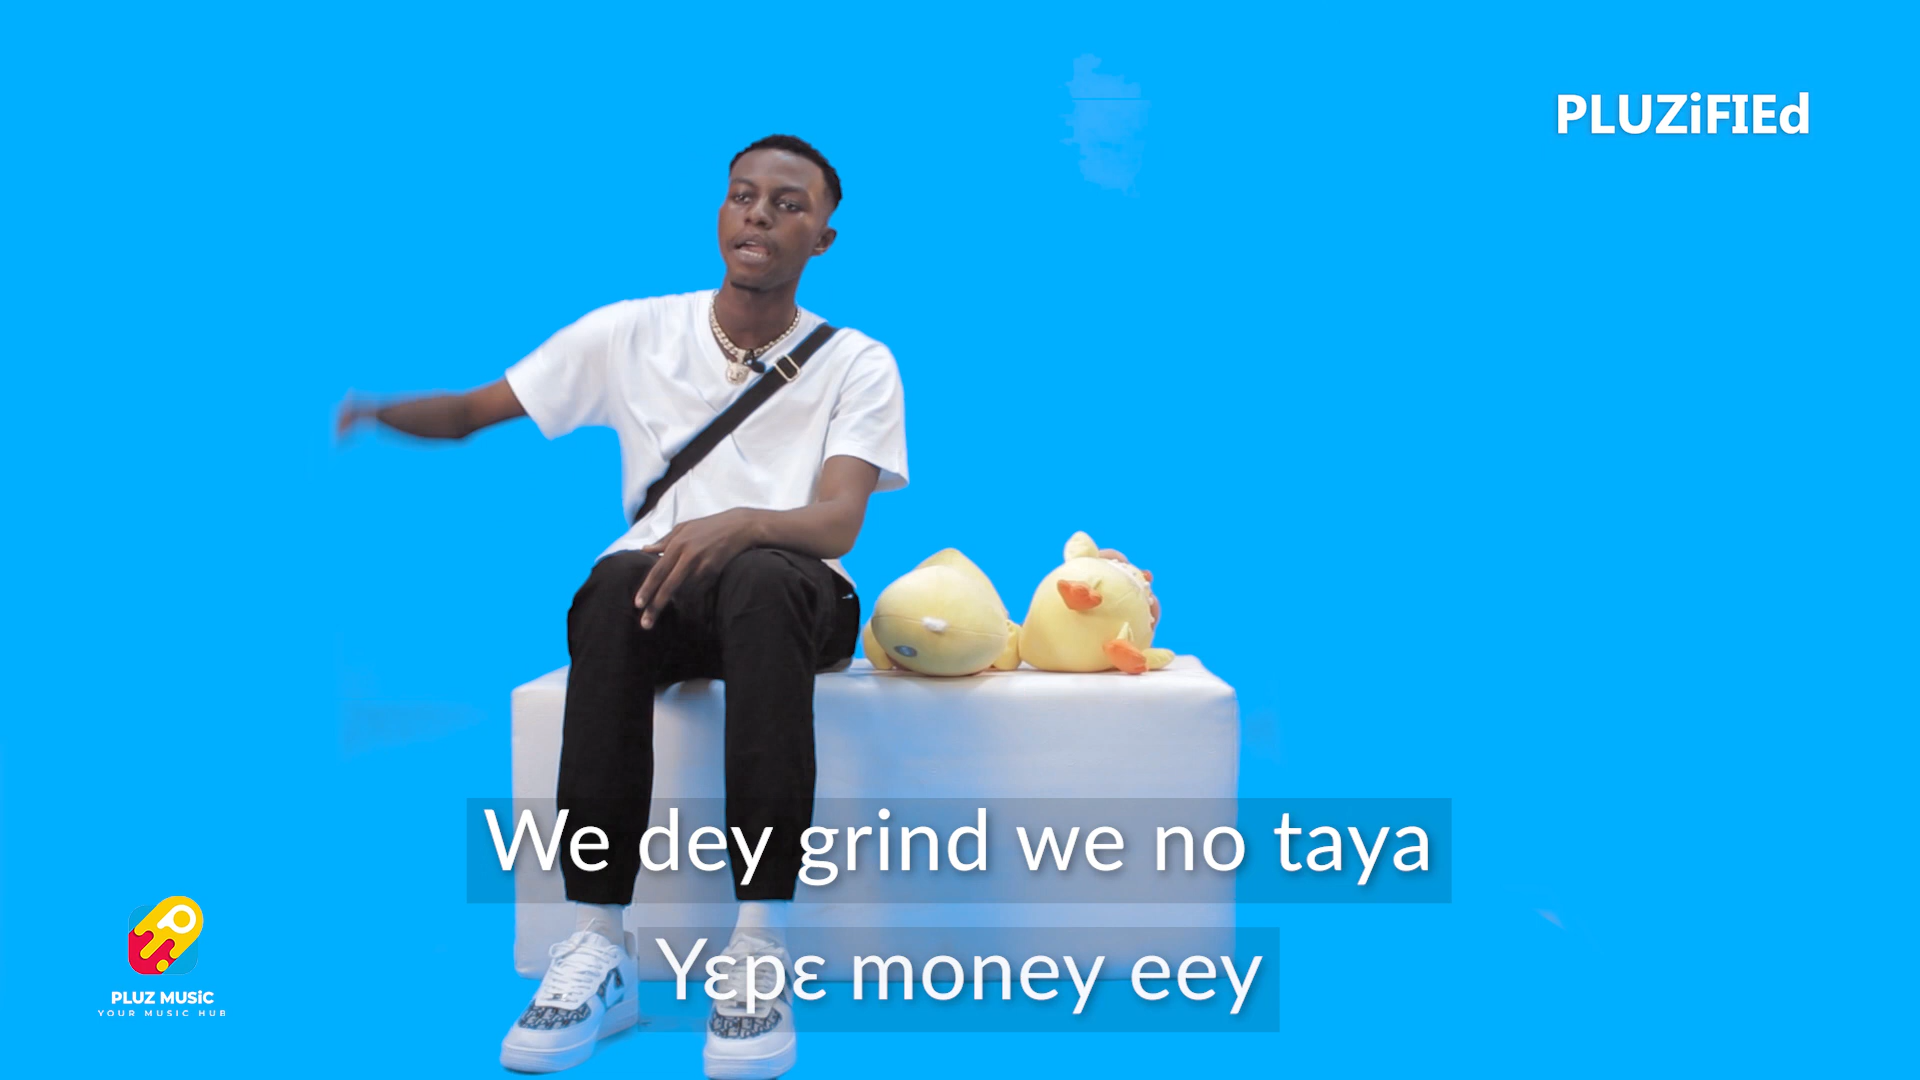 PLUZiFIEd
We dey grind we no taya
Yɛpɛ money eey
PLUZ MUSiC
YOUR MUSIC HUB